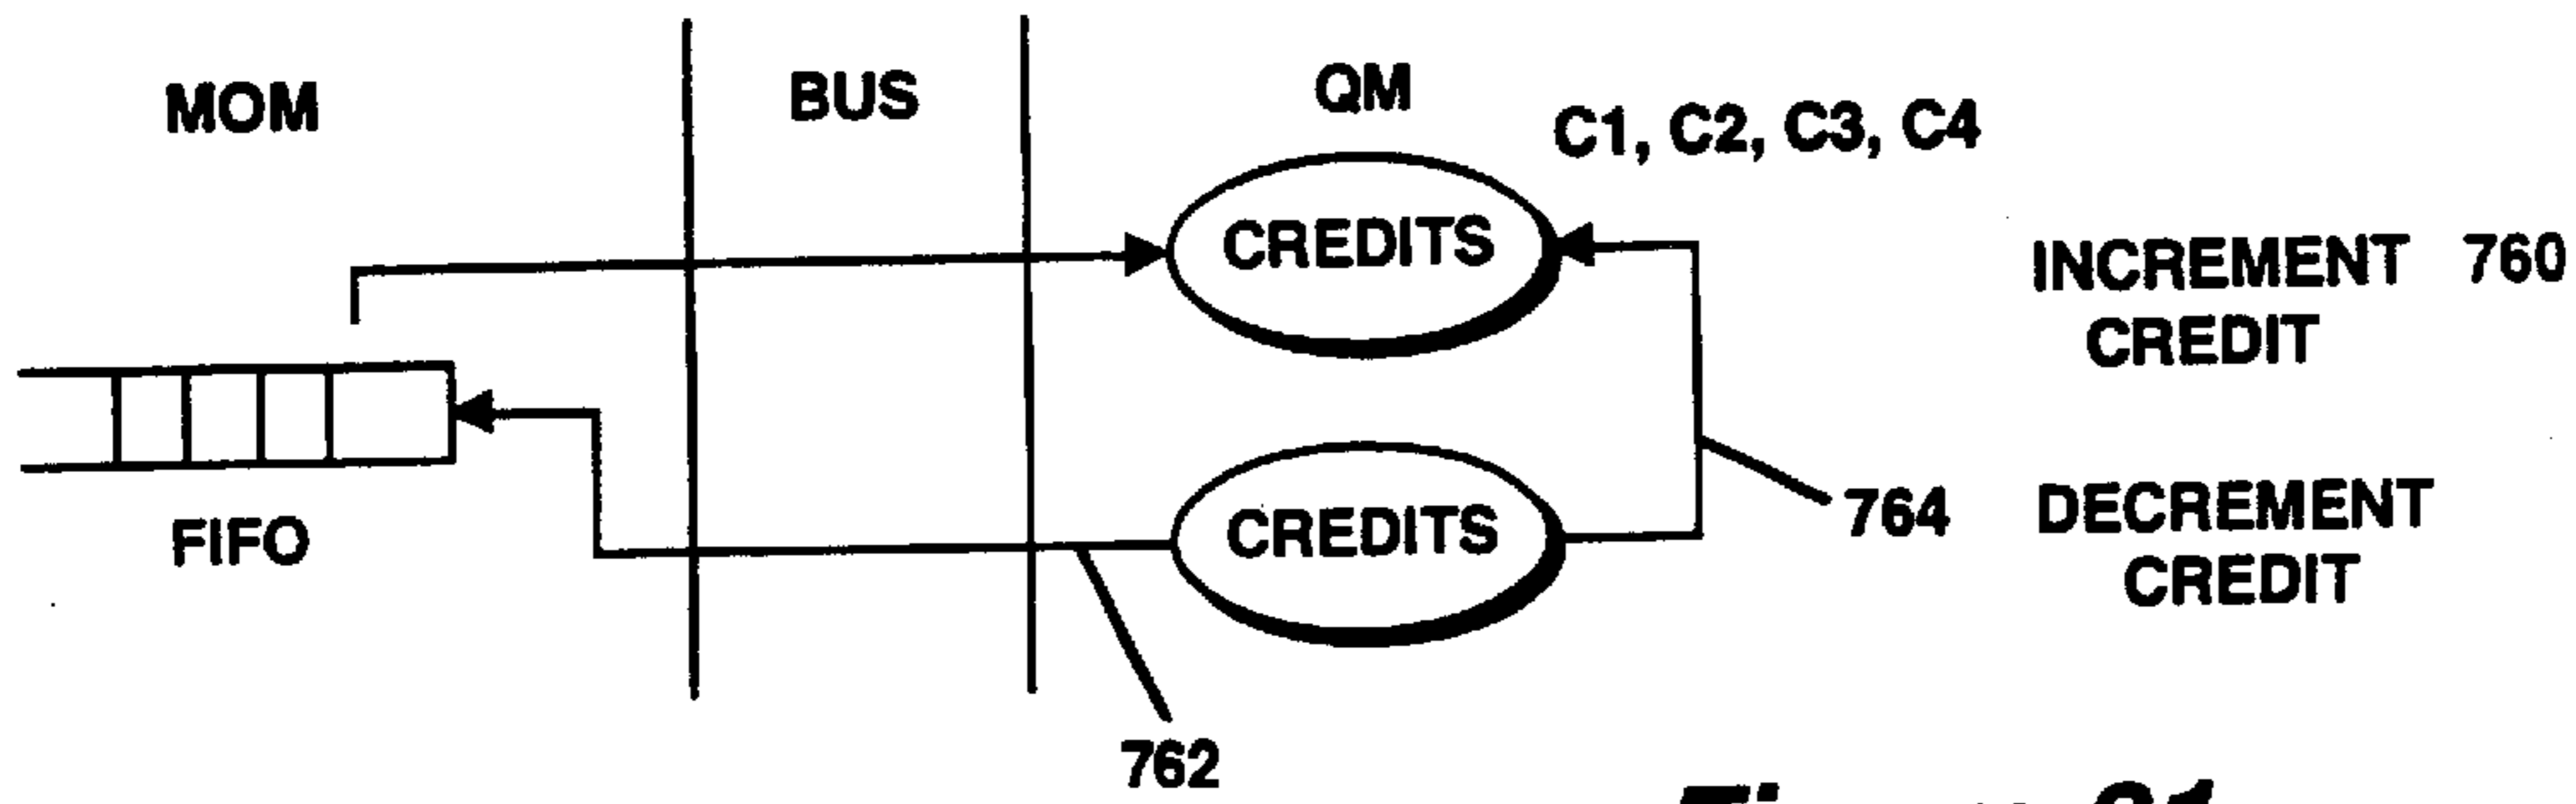 MOM
BUS
QM
C1, C2, C3, C4
CREDITS
INCREMENT 760
CREDIT
FIFO
CREDITS
764
DECREMENT
CREDIT
762